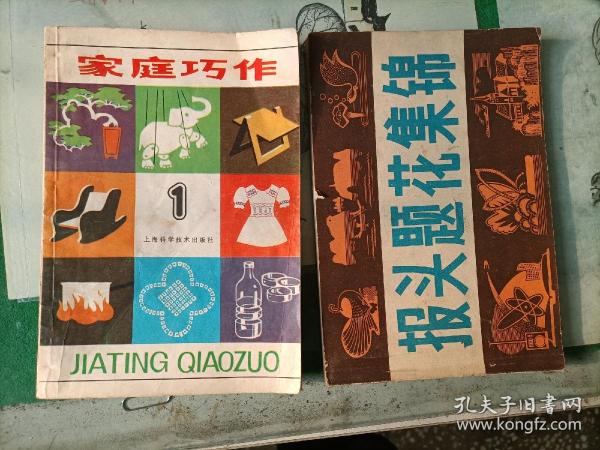 家庭巧作
1
上海科学技术出版社
JIATING QIAOZUO
报头题花集锦
孔夫子旧书网
www.kongfz.com